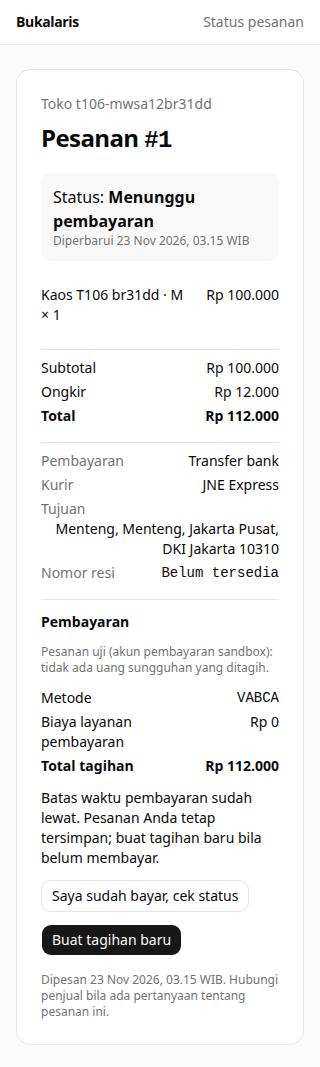 Bukalaris
Status pesanan
Toko t106-mwsa12br31dd
Pesanan #1
Status: Menunggu
pembayaran
Diperbarui 23 Nov 2026, 03.15 WIB
Kaos T106 br31dd · M
× 1
Rp 100.000
Subtotal Rp 100.000
Ongkir Rp 12.000
Total Rp 112.000
Pembayaran Transfer bank
Kurir JNE Express
Tujuan
Menteng, Menteng, Jakarta Pusat,
DKI Jakarta 10310
Nomor resi Belum tersedia
Pembayaran
Pesanan uji (akun pembayaran sandbox):
tidak ada uang sungguhan yang ditagih.
Metode VABCA
Biaya layanan
pembayaran
Rp 0
Total tagihan Rp 112.000
Batas waktu pembayaran sudah
lewat. Pesanan Anda tetap
tersimpan; buat tagihan baru bila
belum membayar.
Saya sudah bayar, cek status
Buat tagihan baru
Dipesan 23 Nov 2026, 03.15 WIB. Hubungi
penjual bila ada pertanyaan tentang
pesanan ini.